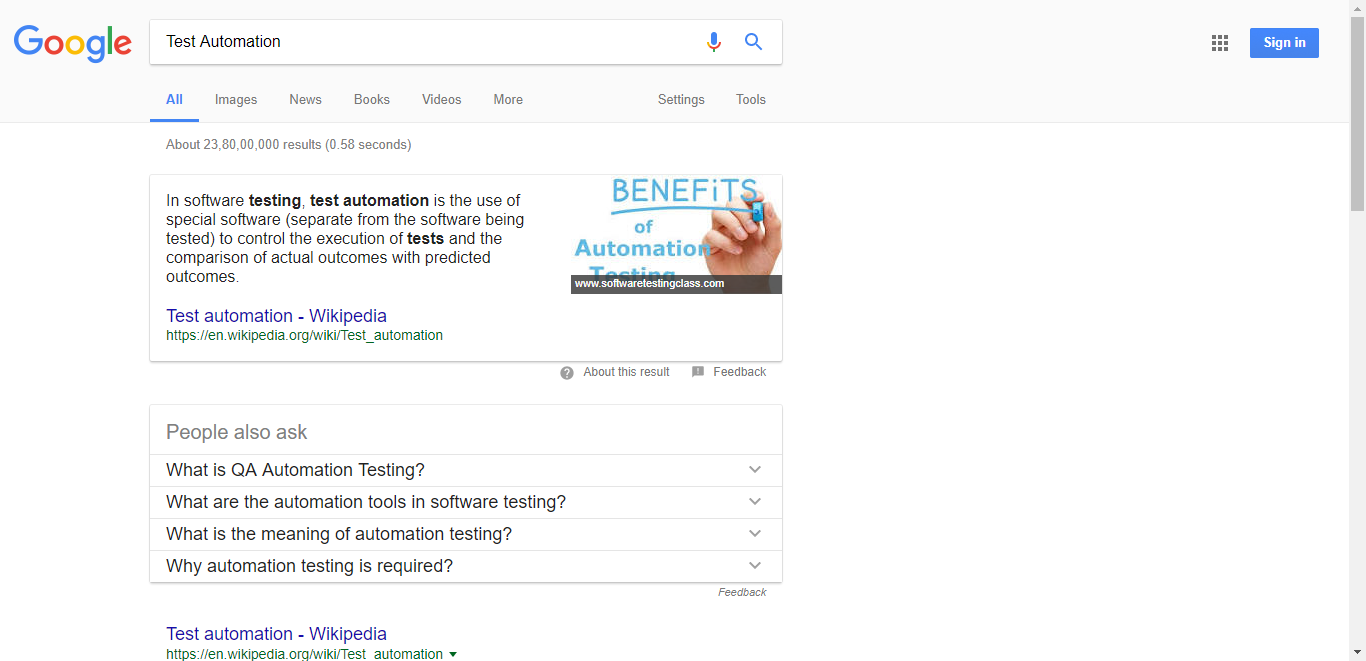 Google
Test Automation
Sign in
All Images News Books Videos More Settings Tools
About 23,80,00,000 results (0.58 seconds)
In software testing, test automation is the use of
special software (separate from the software being
tested) to control the execution of tests and the
comparison of actual outcomes with predicted
outcomes.
BENEFiTS
of
Automation
Testing
www.softwaretestingclass.com
Test automation - Wikipedia
https://en.wikipedia.org/wiki/Test_automation
About this result Feedback
People also ask
What is QA Automation Testing?
What are the automation tools in software testing?
What is the meaning of automation testing?
Why automation testing is required?
Feedback
Test automation - Wikipedia
https://en.wikipedia.org/wiki/Test_automation